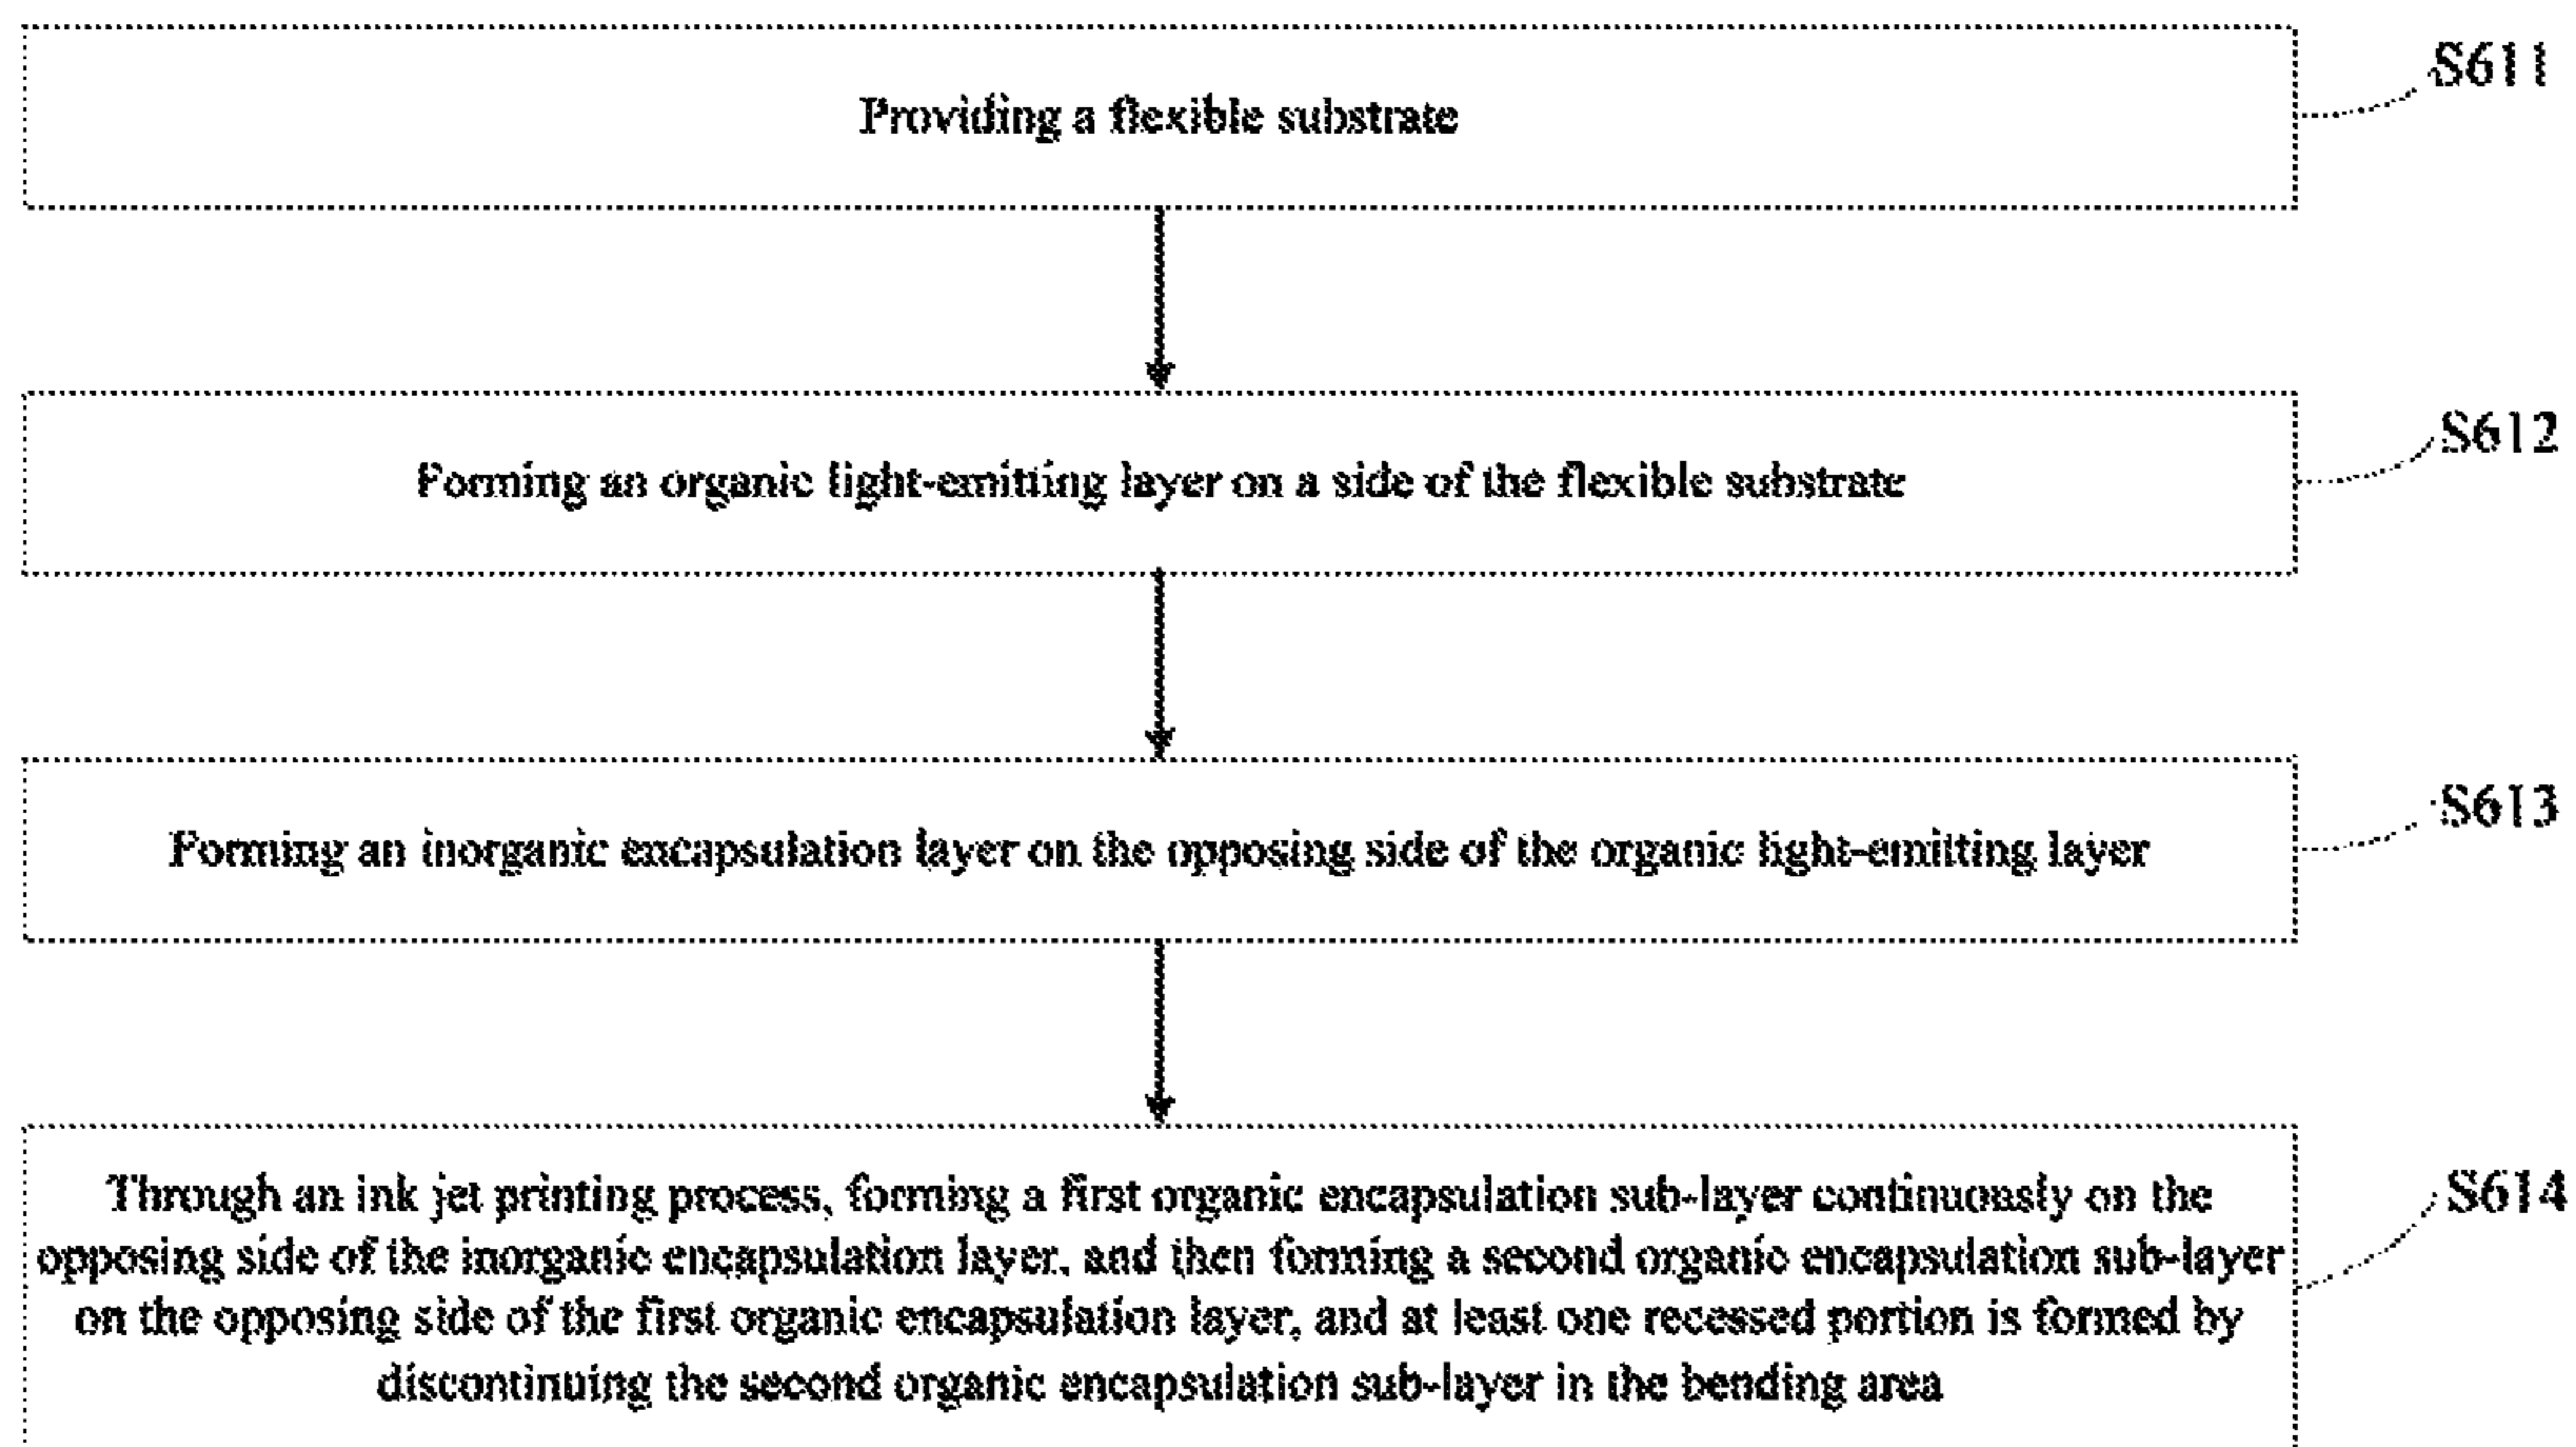 S611
Providing a flexible substrate
S612
Forming an organic light-emitting layer on a side of the flexible substrate
S613
Forming an inorganic encapsulation layer on the opposing side of the organic light-emitting layer
S614
Through an ink jet printing process, forming a first organic encapsulation sub-layer continuously on the
opposing side of the inorganic encapsulation layer, and then forming a second organic encapsulation sub-layer
on the opposing side of the first organic encapsulation layer, and at least one recessed portion is formed by
discontinuing the second organic encapsulation sub-layer in the bending area